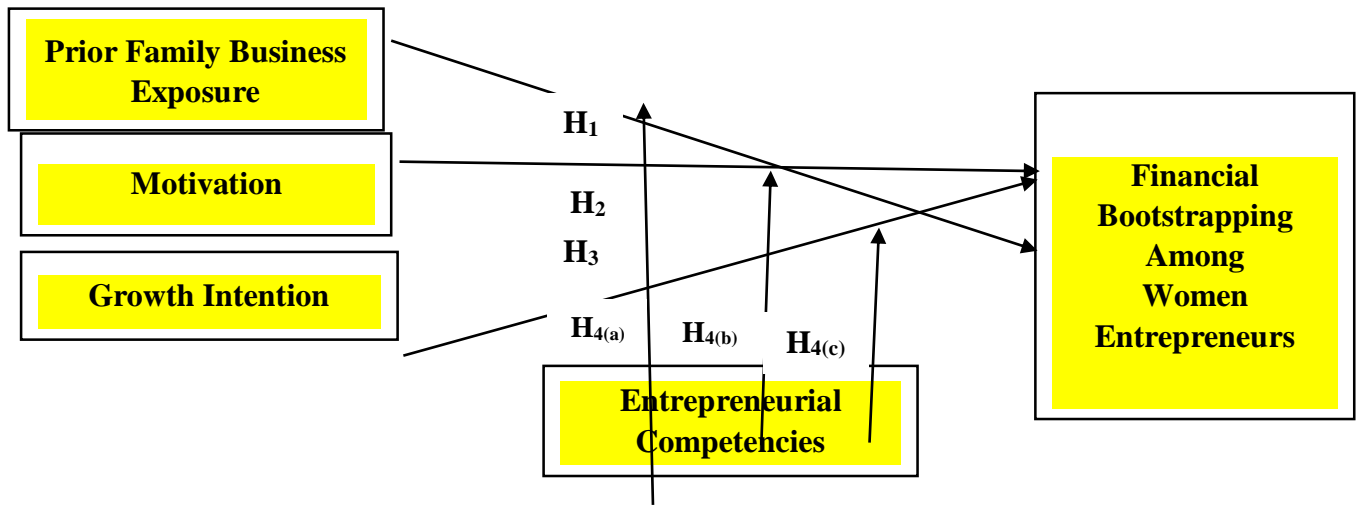 Prior Family Business
Exposure
Motivation
Growth Intention
H1
H2
H3
H4(a)
H4(b)
H4(c)
Entrepreneurial
Competencies
Financial
Bootstrapping
Among
Women
Entrepreneurs